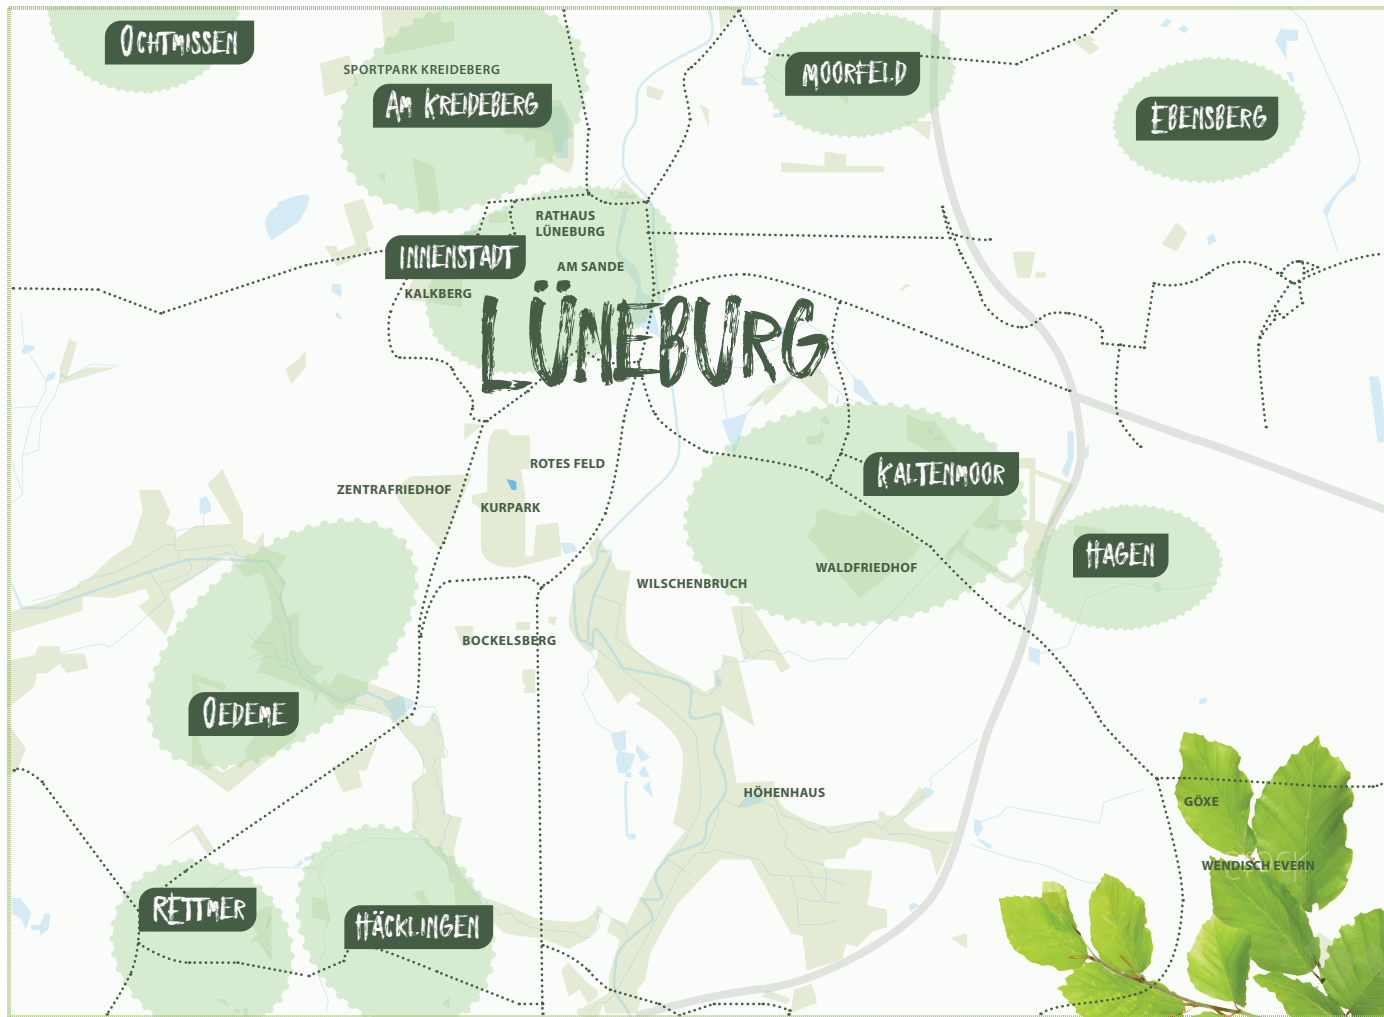 OCHTMISSEN
SPORTPARK KREIDEBERG
AM KREIDEBERG
MOORFELD
EBENSBERG
RATHAUS
LÜNEBURG
INNENSTADT
AM SANDE
KALKBERG
LÜNEBURG
ROTES FELD
KALTENMOOR
ZENTRAFRIEDHOF
KURPARK
HAGEN
WALDFRIEDHOF
WILSCHENBRUCH
BOCKELSBERG
OEDEME
HÖHENHAUS
GÖXE
WENDISCH EVERN
RETTMER
HÄCKLINGEN